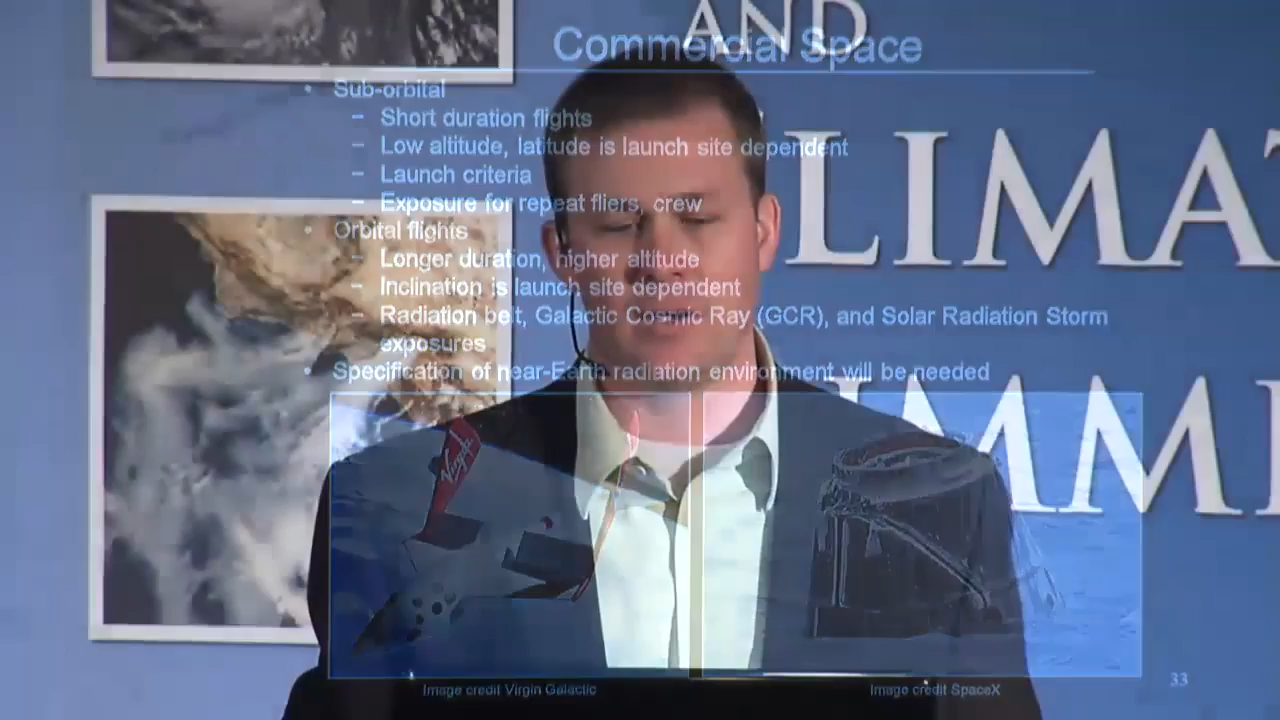 AND
Commercial Space
• Sub-orbital
– Short duration flights
– Low altitude, latitude is launch site dependent
– Launch criteria
– Exposure for repeat fliers, crew
• Orbital flights
– Longer duration, higher altitude
– Inclination is launch site dependent
– Radiation belt, Galactic Cosmic Ray (GCR), and Solar Radiation Storm
exposures
• Specification of near-Earth radiation environment will be needed
LIMAT
MMI
Virgin
Image credit Virgin Galactic
Image credit SpaceX
33